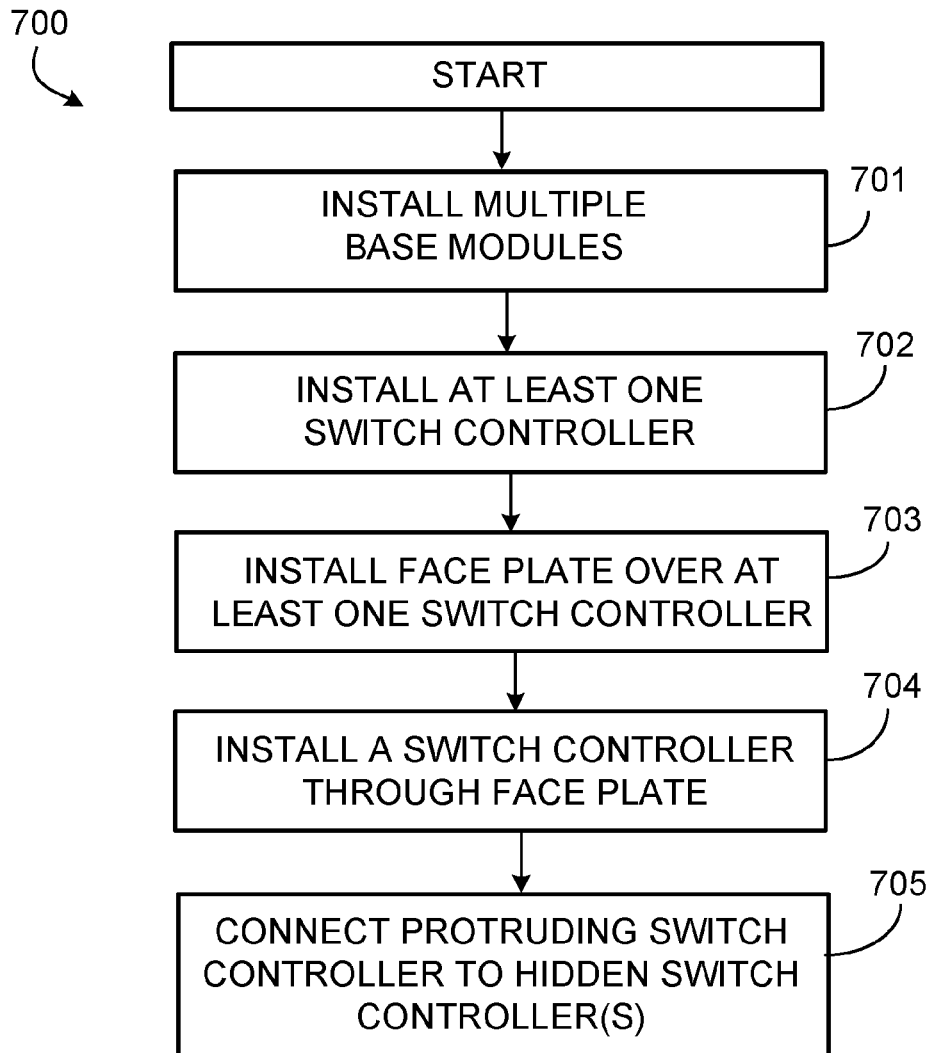 700
START
701
INSTALL MULTIPLE
BASE MODULES
702
INSTALL AT LEAST ONE
SWITCH CONTROLLER
703
INSTALL FACE PLATE OVER AT
LEAST ONE SWITCH CONTROLLER
704
INSTALL A SWITCH CONTROLLER
THROUGH FACE PLATE
705
CONNECT PROTRUDING SWITCH
CONTROLLER TO HIDDEN SWITCH
CONTROLLER(S)